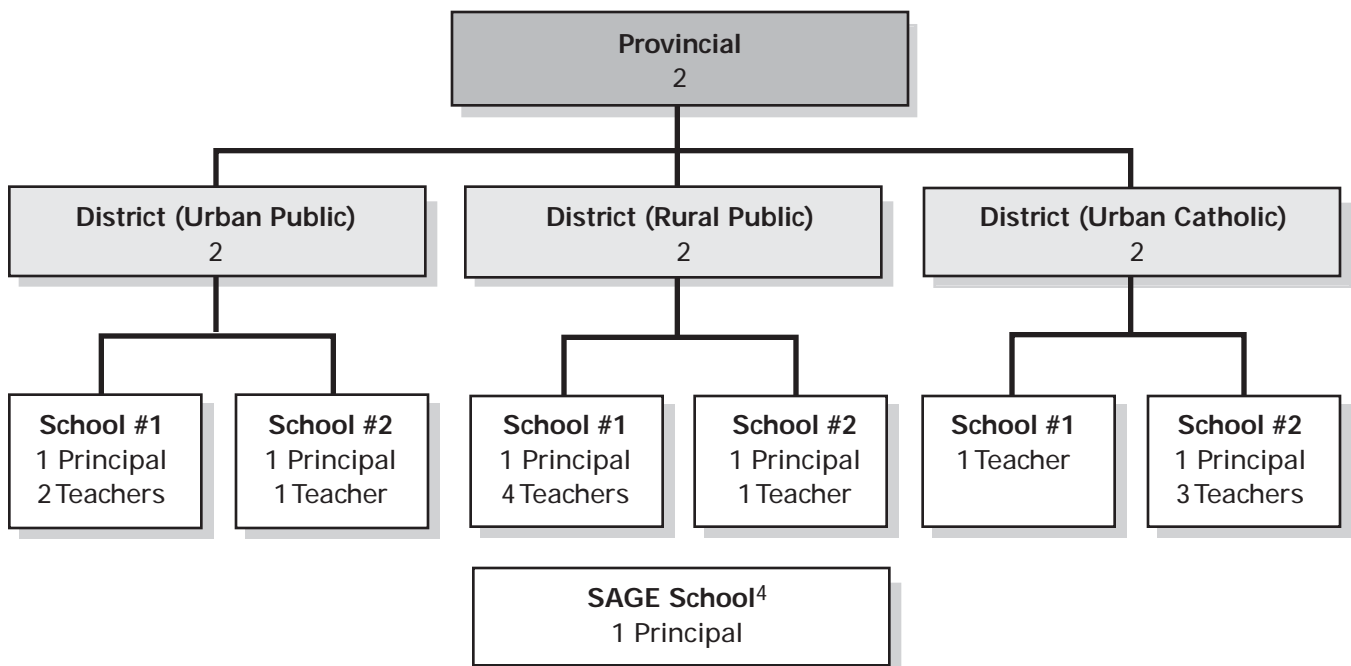 Provincial
2
District (Urban Public)
2
District (Rural Public)
2
District (Urban Catholic)
2
School #1
1 Principal
2 Teachers
School #2
1 Principal
1 Teacher
School #1
1 Principal
4 Teachers
School #2
1 Principal
1 Teacher
School #1
1 Teacher
School #2
1 Principal
3 Teachers
SAGE School⁴
1 Principal